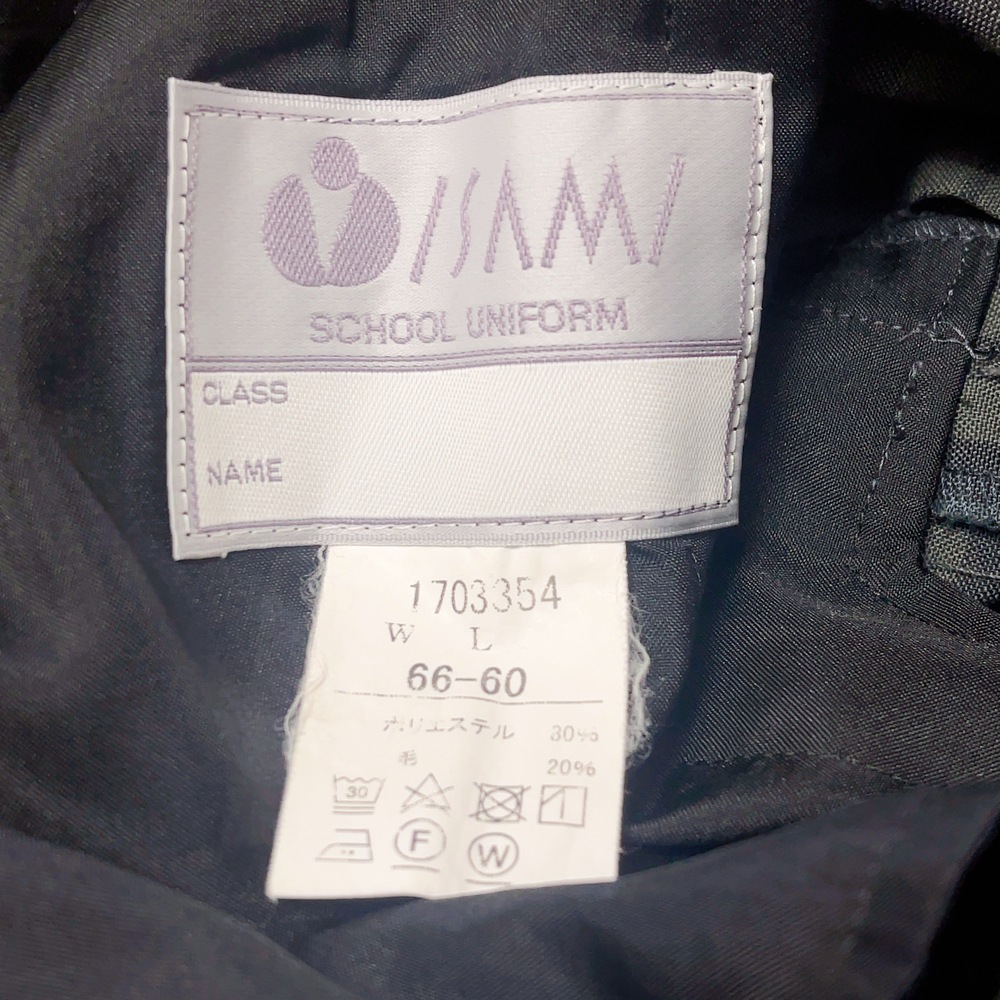 ISAMI
SCHOOL UNIFORM
CLASS
NAME
1703354
W L
66-60
ポリエステル 30%
毛 20%
30
F
W